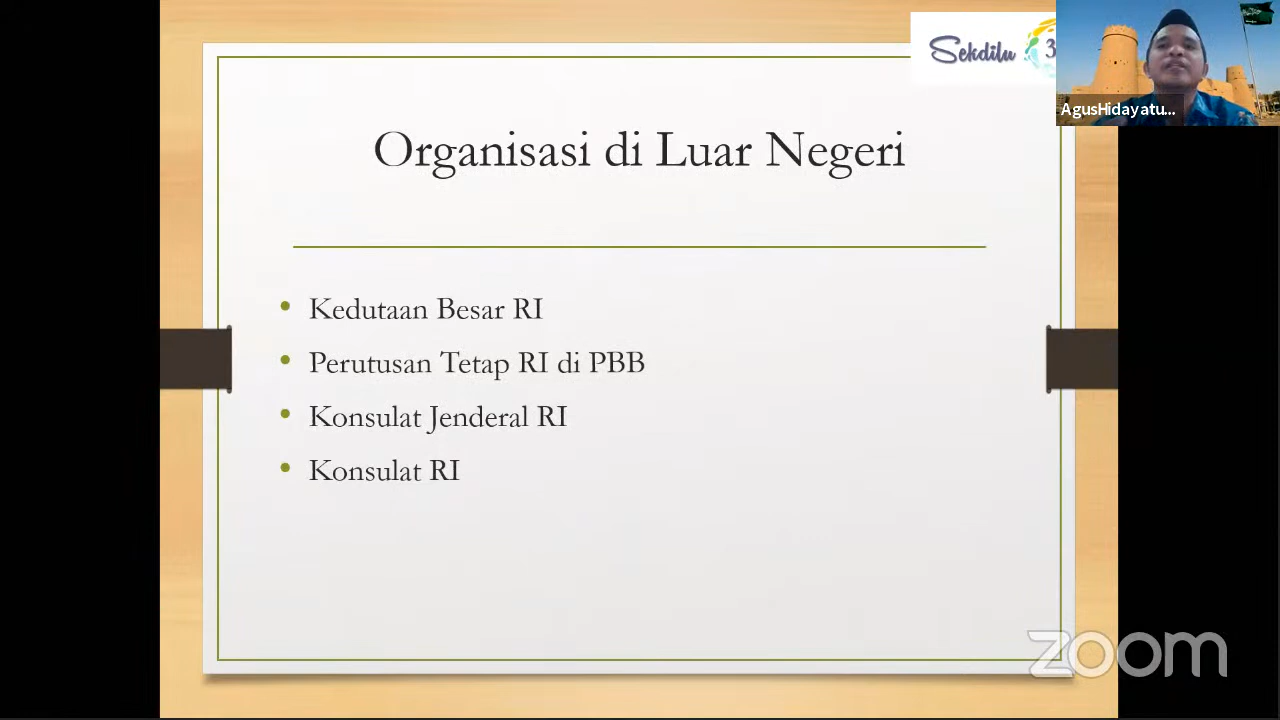 Sekdilu 3
AgusHidayatu...
Organisasi di Luar Negeri
• Kedutaan Besar RI
• Perutusan Tetap RI di PBB
• Konsulat Jenderal RI
• Konsulat RI
zoom